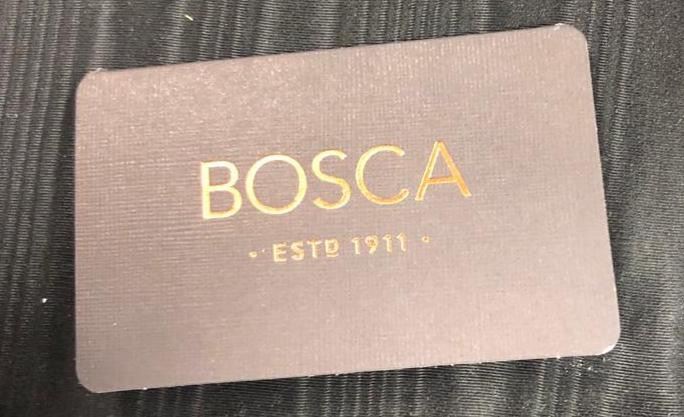 BOSCA
· ESTD 1911 ·